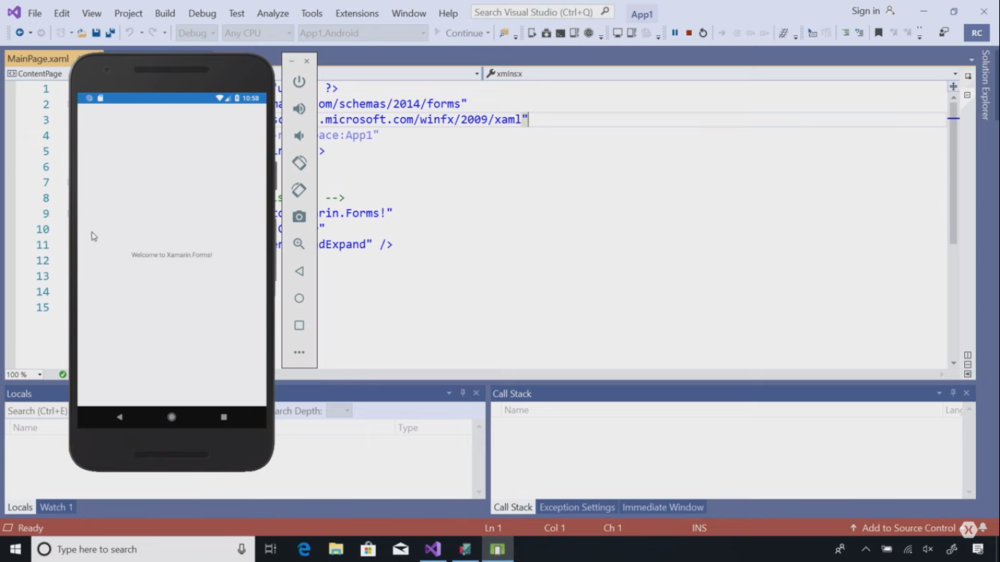 File Edit View Project Build Debug Test Analyze Tools Extensions Window Help Search Visual Studio (Ctrl+Q) App1 Sign in
Debug Any CPU App1.Android Continue RC
MainPage.xaml
ContentPage xmlns:x
Solution Explorer
10:58
1 ?>
2 om/schemas/2014/forms"
3 .microsoft.com/winfx/2009/xaml"
4 ace:App1"
5 >
6
7
8 -->
9 rin.Forms!"
10 "
11 dExpand" />
12
13
14
15
Welcome to Xamarin.Forms!
100 %
Locals
Search (Ctrl+E) arch Depth:
Name Type
Locals Watch 1
Call Stack
Name Lang
Call Stack Exception Settings Immediate Window
Ready Ln 1 Col 1 Ch 1 INS Add to Source Control
Type here to search